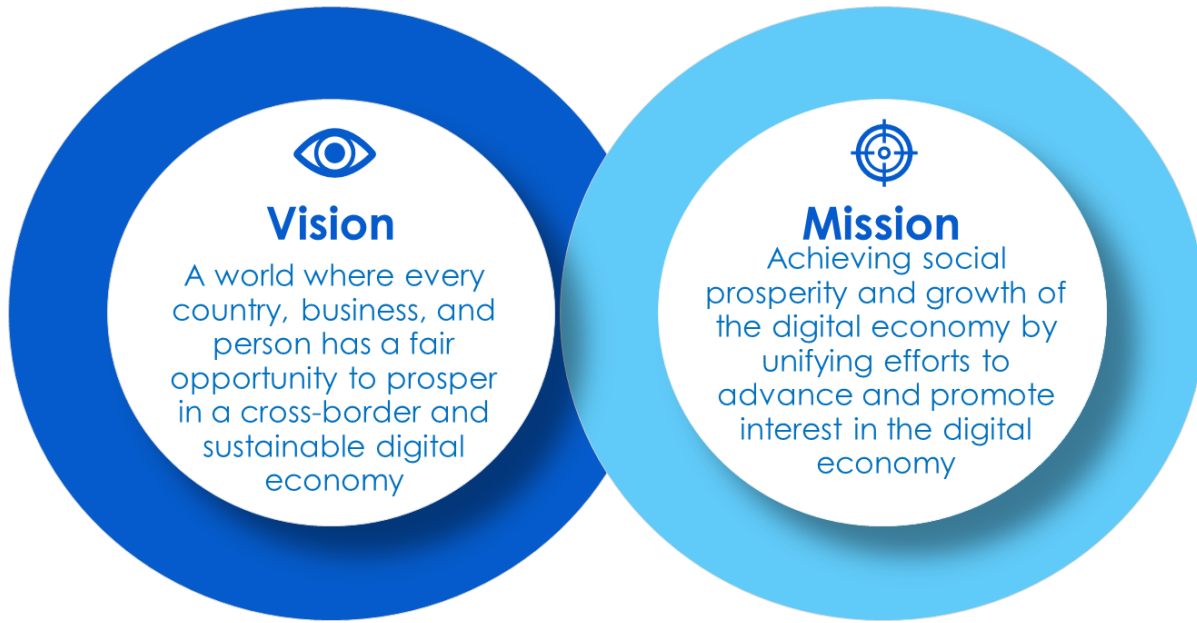 Vision
A world where every
country, business, and
person has a fair
opportunity to prosper
in a cross-border and
sustainable digital
economy
Mission
Achieving social
prosperity and growth of
the digital economy by
unifying efforts to
advance and promote
interest in the digital
economy